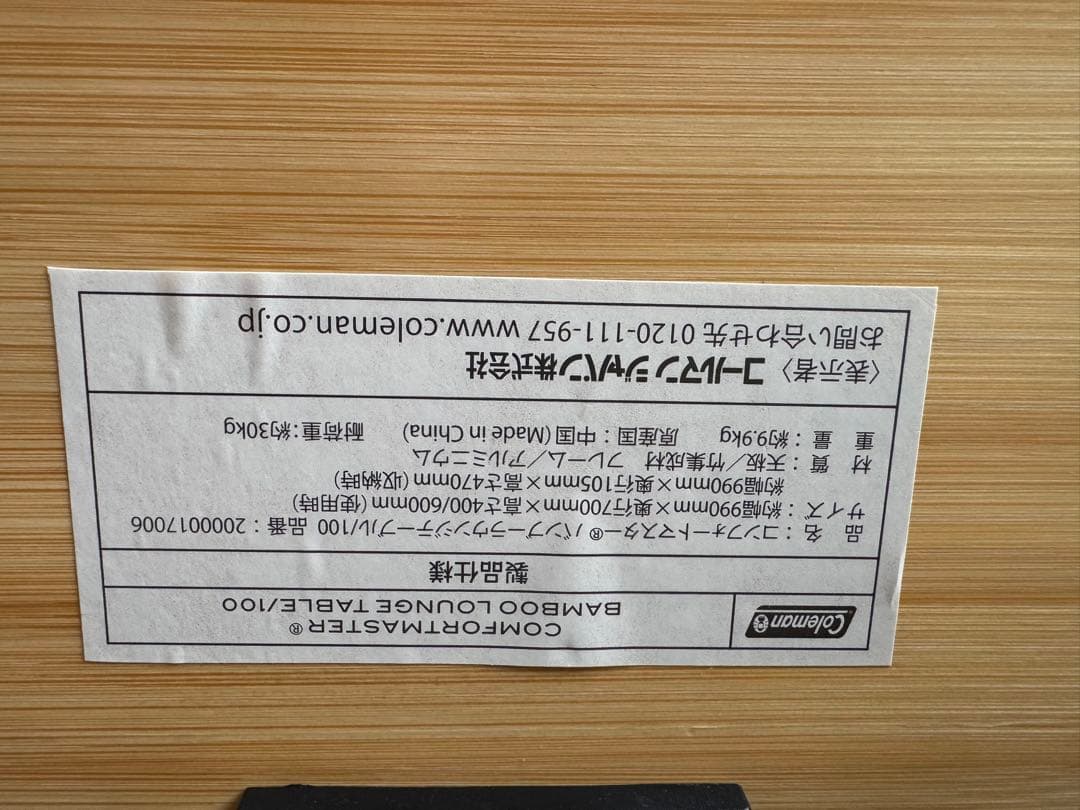 Coleman
COMFORTMASTER®
BAMBOO LOUNGE TABLE/100
製品仕様
品名：コンフォートマスター® バンブーラウンジテーブル/100 品番：2000017006
サイズ：約幅990mm×奥行700mm×高さ400/600mm (使用時)
約幅990mm×奥行105mm×高さ470mm (収納時)
材質：天板／竹集成材 フレーム／アルミニウム
重量：約9.9kg 原産国：中国 (Made in China) 耐荷重:約30kg
〈表示者〉 コールマン ジャパン株式会社
お問い合わせ先 0120-111-957 www.coleman.co.jp